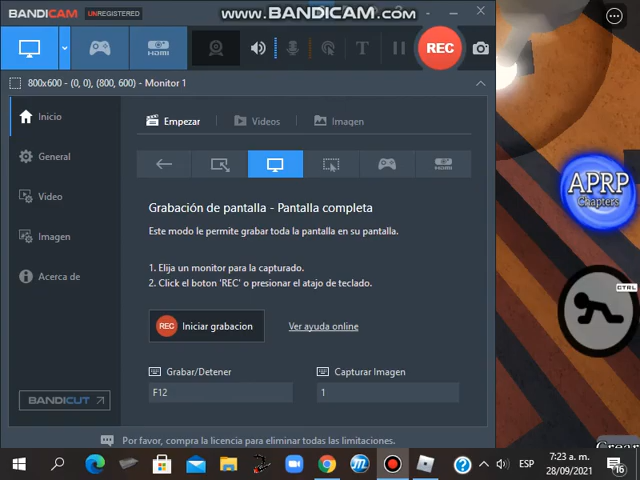 BANDICAM UNREGISTERED
www.BANDICAM.com
HDMI
T
REC
800x600 - (0, 0), (800, 600) - Monitor 1
Inicio
General
Video
Imagen
Acerca de
BANDICUT
Empezar
Videos
Imagen
HDMI
Grabación de pantalla - Pantalla completa
Este modo le permite grabar toda la pantalla en su pantalla.
1. Elija un monitor para la capturado.
2. Click el boton 'REC' or presionar el atajo de teclado.
REC Iniciar grabacion
Ver ayuda online
Grabar/Detener
F12
Capturar Imagen
1
Por favor, compra la licencia para eliminar todas las limitaciones.
APRP
Chapters
CTRL
Crear
ESP
7:23 a. m.
28/09/2021
16